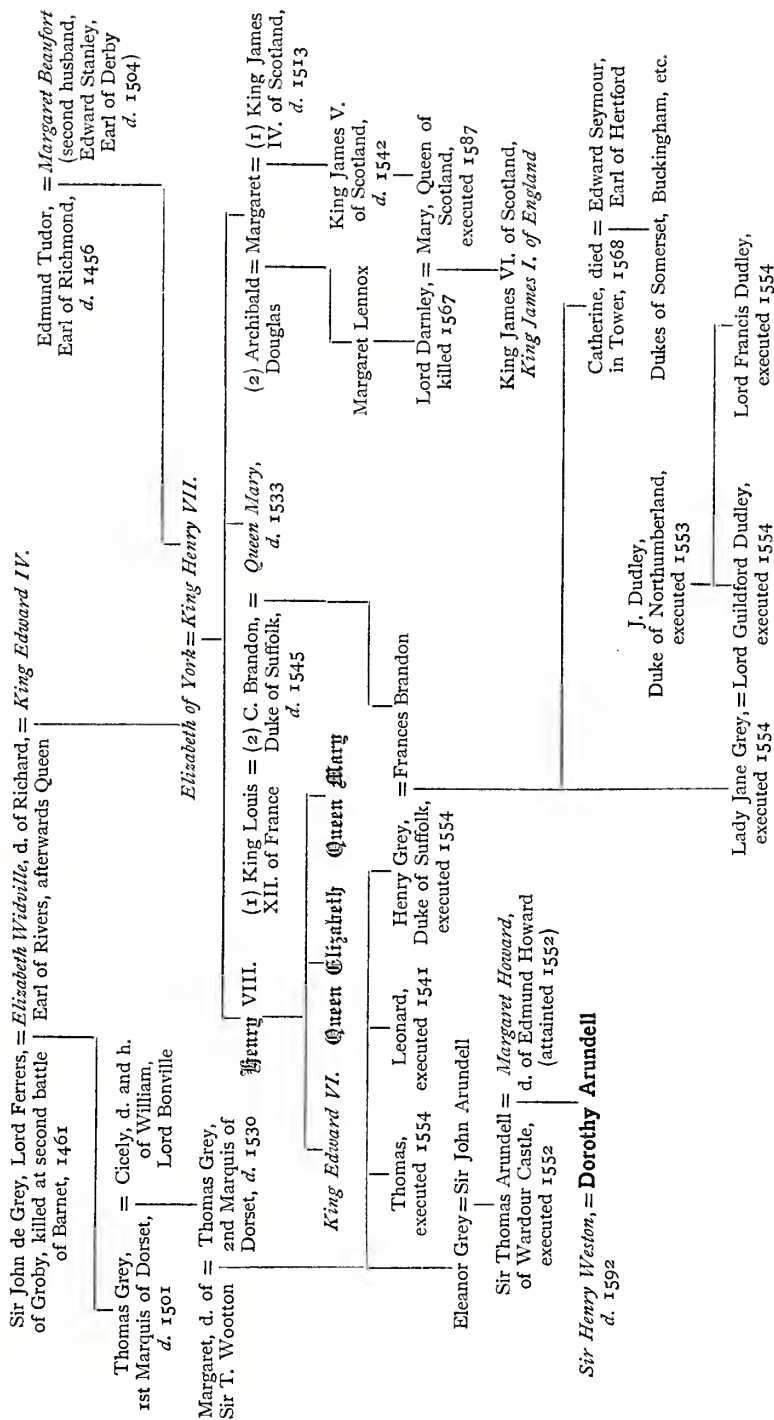 Sir John de Grey, Lord Ferrers, = Elizabeth Widville, d. of Richard, = King Edward IV.
of Groby, killed at second battle
of Barnet, 1461
Earl of Rivers, afterwards Queen
Edmund Tudor,
Earl of Richmond,
d. 1456
= Margaret Beaufort
(second husband,
Edward Stanley,
Earl of Derby
d. 1504)
Thomas Grey,
1st Marquis of Dorset,
d. 1501
= Cicely, d. and h.
of William,
Lord Bonville
Elizabeth of York = King Henry VII.
Margaret, d. of
Sir T. Wootton
= Thomas Grey,
2nd Marquis of
Dorset, d. 1530
Henry VIII.
(1) King Louis
XII. of France
= (2) C. Brandon,
Duke of Suffolk,
d. 1545
= Queen Mary,
d. 1533
(2) Archibald
Douglas
= Margaret = (1) King James
IV. of Scotland,
d. 1513
King Edward VI. Queen Elizabeth Queen Mary
Margaret Lennox
King James V.
of Scotland,
d. 1542
Thomas,
executed 1554
Leonard,
executed 1541
Henry Grey,
Duke of Suffolk,
executed 1554
= Frances Brandon
Lord Darnley,
killed 1567
= Mary, Queen of
Scotland,
executed 1587
Eleanor Grey = Sir John Arundell
King James VI. of Scotland,
King James I. of England
Sir Thomas Arundell
of Wardour Castle,
executed 1552
= Margaret Howard,
d. of Edmund Howard
(attainted 1552)
Catherine, died
in Tower, 1568
= Edward Seymour,
Earl of Hertford
Sir Henry Weston,
d. 1592
= Dorothy Arundell
Dukes of Somerset, Buckingham, etc.
J. Dudley,
Duke of Northumberland,
executed 1553
Lady Jane Grey,
executed 1554
= Lord Guildford Dudley,
executed 1554
Lord Francis Dudley,
executed 1554